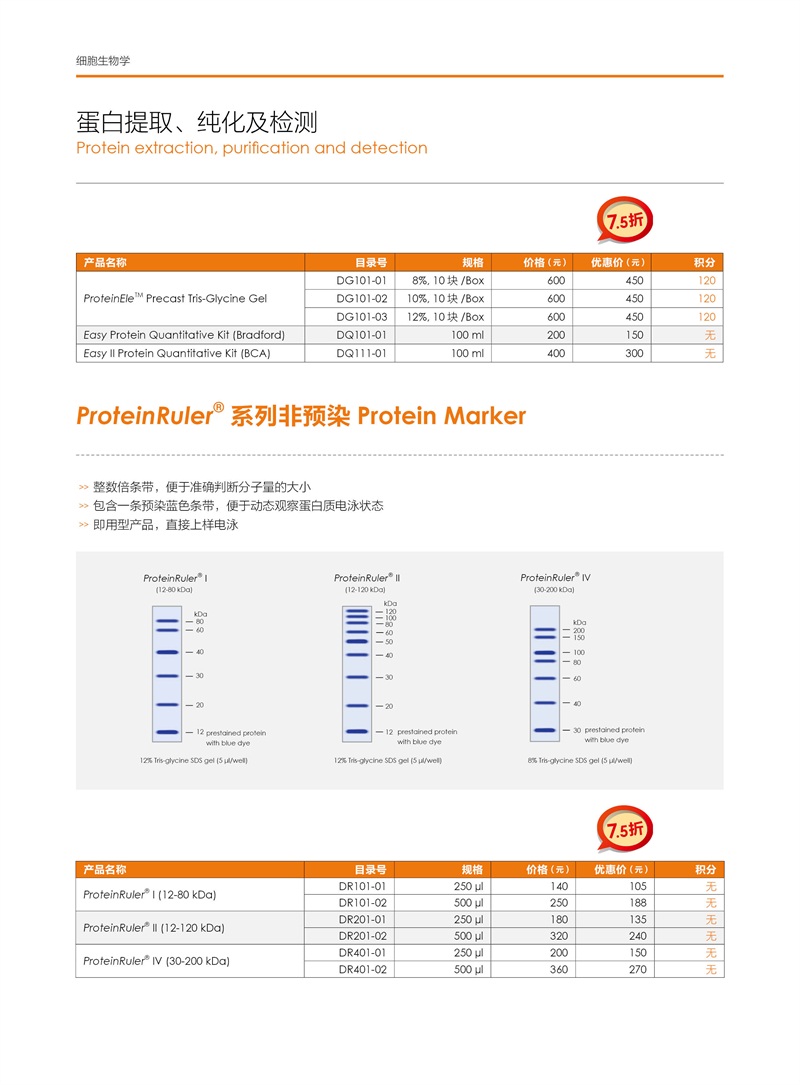 细胞生物学
蛋白提取、纯化及检测
Protein extraction, purification and detection
7.5折
产品名称 目录号 规格 价格（元） 优惠价（元） 积分
ProteinEle™ Precast Tris-Glycine Gel DG101-01 8%, 10 块 /Box 600 450 120
DG101-02 10%, 10 块 /Box 600 450 120
DG101-03 12%, 10 块 /Box 600 450 120
Easy Protein Quantitative Kit (Bradford) DQ101-01 100 ml 200 150 无
Easy II Protein Quantitative Kit (BCA) DQ111-01 100 ml 400 300 无
ProteinRuler® 系列非预染 Protein Marker
>> 整数倍条带，便于准确判断分子量的大小
>> 包含一条预染蓝色条带，便于动态观察蛋白质电泳状态
>> 即用型产品，直接上样电泳
ProteinRuler® I
(12-80 kDa)
kDa
80
60
40
30
20
12 prestained protein
with blue dye
12% Tris-glycine SDS gel (5 μl/well)
ProteinRuler® II
(12-120 kDa)
kDa
120
100
80
60
50
40
30
20
12 prestained protein
with blue dye
12% Tris-glycine SDS gel (5 μl/well)
ProteinRuler® IV
(30-200 kDa)
kDa
200
150
100
80
60
40
30 prestained protein
with blue dye
8% Tris-glycine SDS gel (5 μl/well)
7.5折
产品名称 目录号 规格 价格（元） 优惠价（元） 积分
ProteinRuler® I (12-80 kDa) DR101-01 250 μl 140 105 无
DR101-02 500 μl 250 188 无
ProteinRuler® II (12-120 kDa) DR201-01 250 μl 180 135 无
DR201-02 500 μl 320 240 无
ProteinRuler® IV (30-200 kDa) DR401-01 250 μl 200 150 无
DR401-02 500 μl 360 270 无